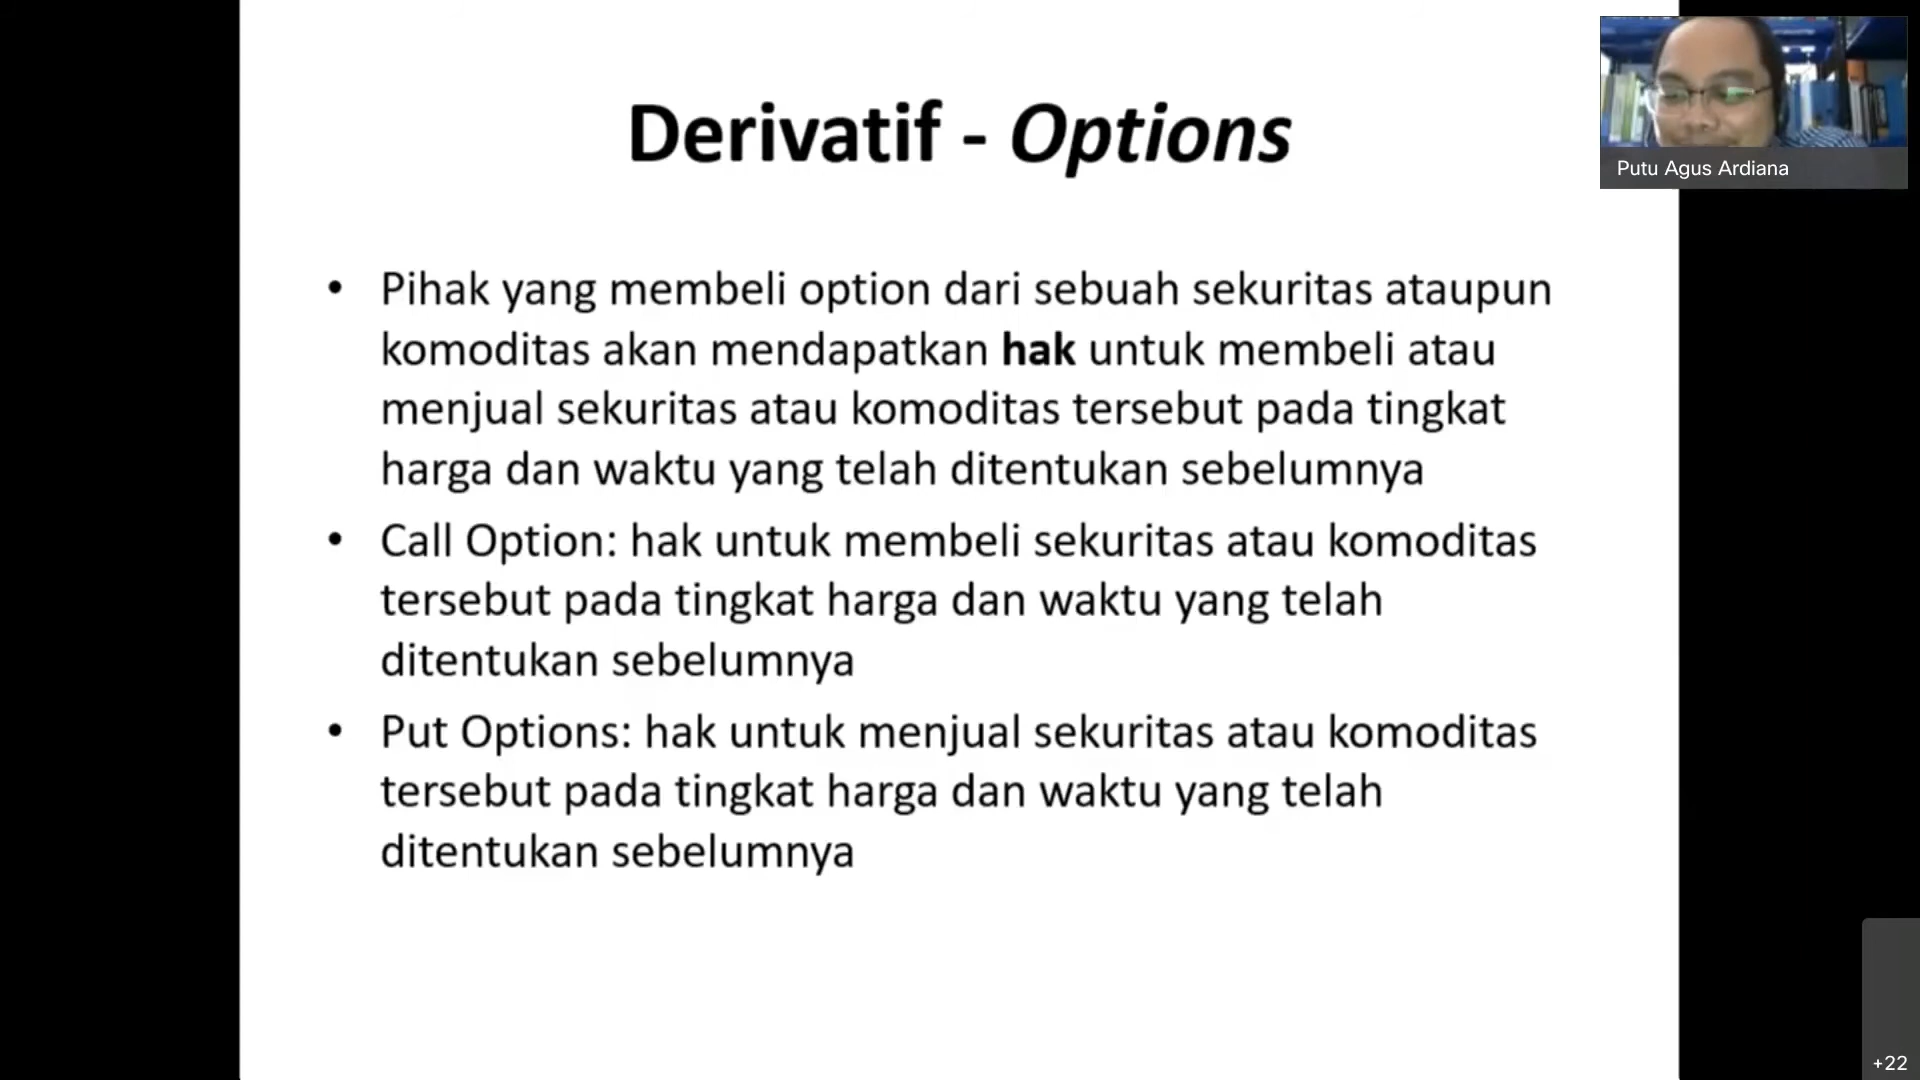 Derivatif - Options
Putu Agus Ardiana
• Pihak yang membeli option dari sebuah sekuritas ataupun
komoditas akan mendapatkan hak untuk membeli atau
menjual sekuritas atau komoditas tersebut pada tingkat
harga dan waktu yang telah ditentukan sebelumnya
• Call Option: hak untuk membeli sekuritas atau komoditas
tersebut pada tingkat harga dan waktu yang telah
ditentukan sebelumnya
• Put Options: hak untuk menjual sekuritas atau komoditas
tersebut pada tingkat harga dan waktu yang telah
ditentukan sebelumnya
+22